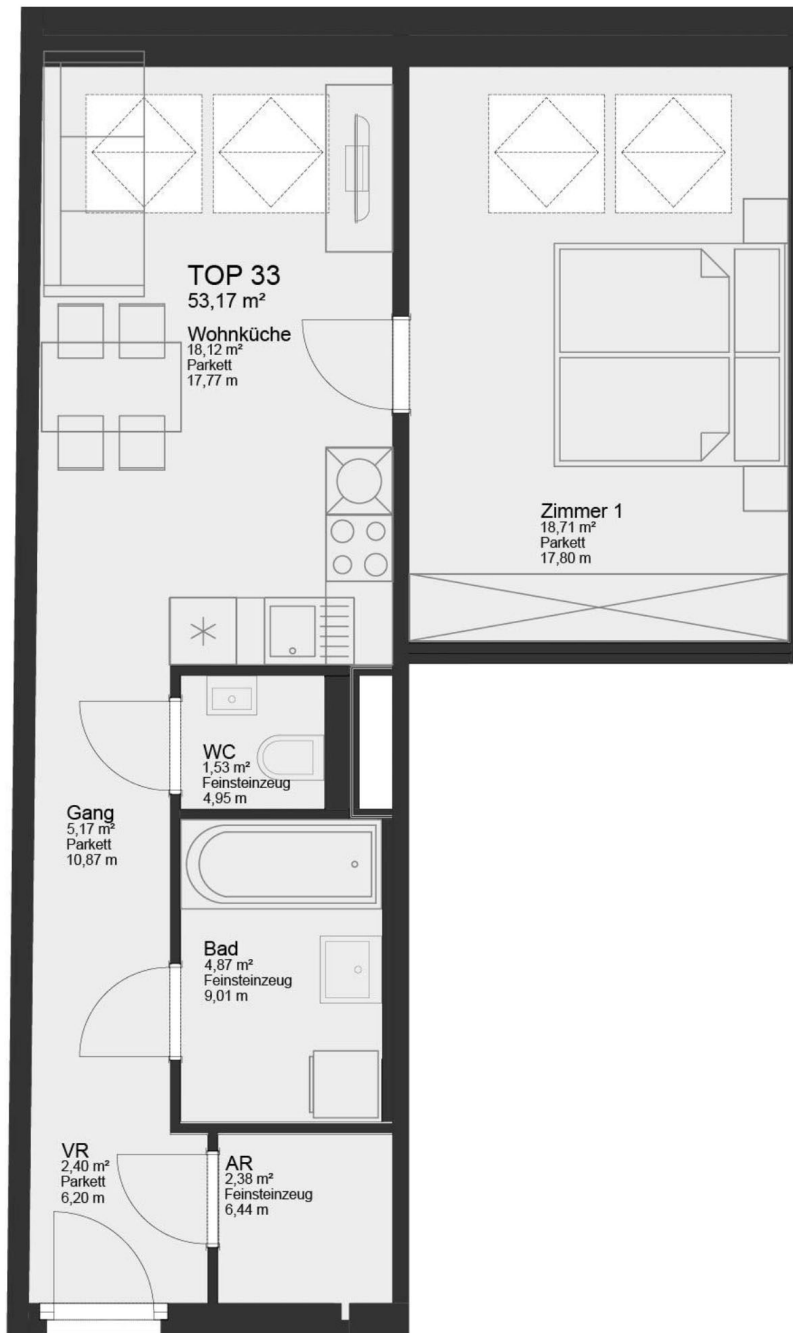 TOP 33
53,17 m²
Wohnküche
18,12 m²
Parkett
17,77 m
Zimmer 1
18,71 m²
Parkett
17,80 m
WC
1,53 m²
Feinsteinzeug
4,95 m
Gang
5,17 m²
Parkett
10,87 m
Bad
4,87 m²
Feinsteinzeug
9,01 m
VR
2,40 m²
Parkett
6,20 m
AR
2,38 m²
Feinsteinzeug
6,44 m